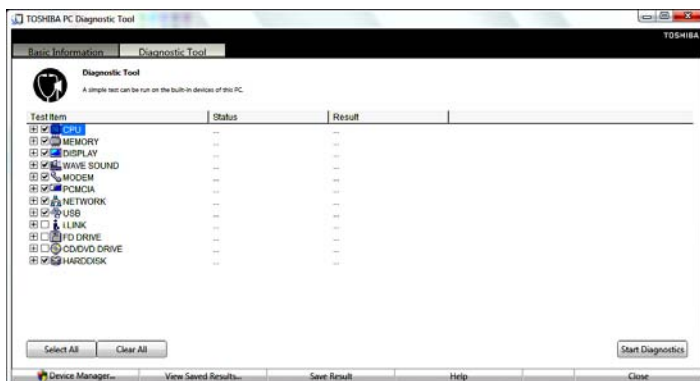 TOSHIBA PC Diagnostic Tool
TOSHIBA
Basic Information Diagnostic Tool
Diagnostic Tool
A simple test can be run on the built-in devices of this PC.
Test Item Status Result
CPU ... ...
MEMORY ... ...
DISPLAY ... ...
WAVE SOUND ... ...
MODEM ... ...
PCMCIA ... ...
NETWORK ... ...
USB ... ...
i.LINK ... ...
FD DRIVE ... ...
CD/DVD DRIVE ... ...
HARDDISK ... ...
Select All Clear All Start Diagnostics
Device Manager... View Saved Results... Save Result Help Close